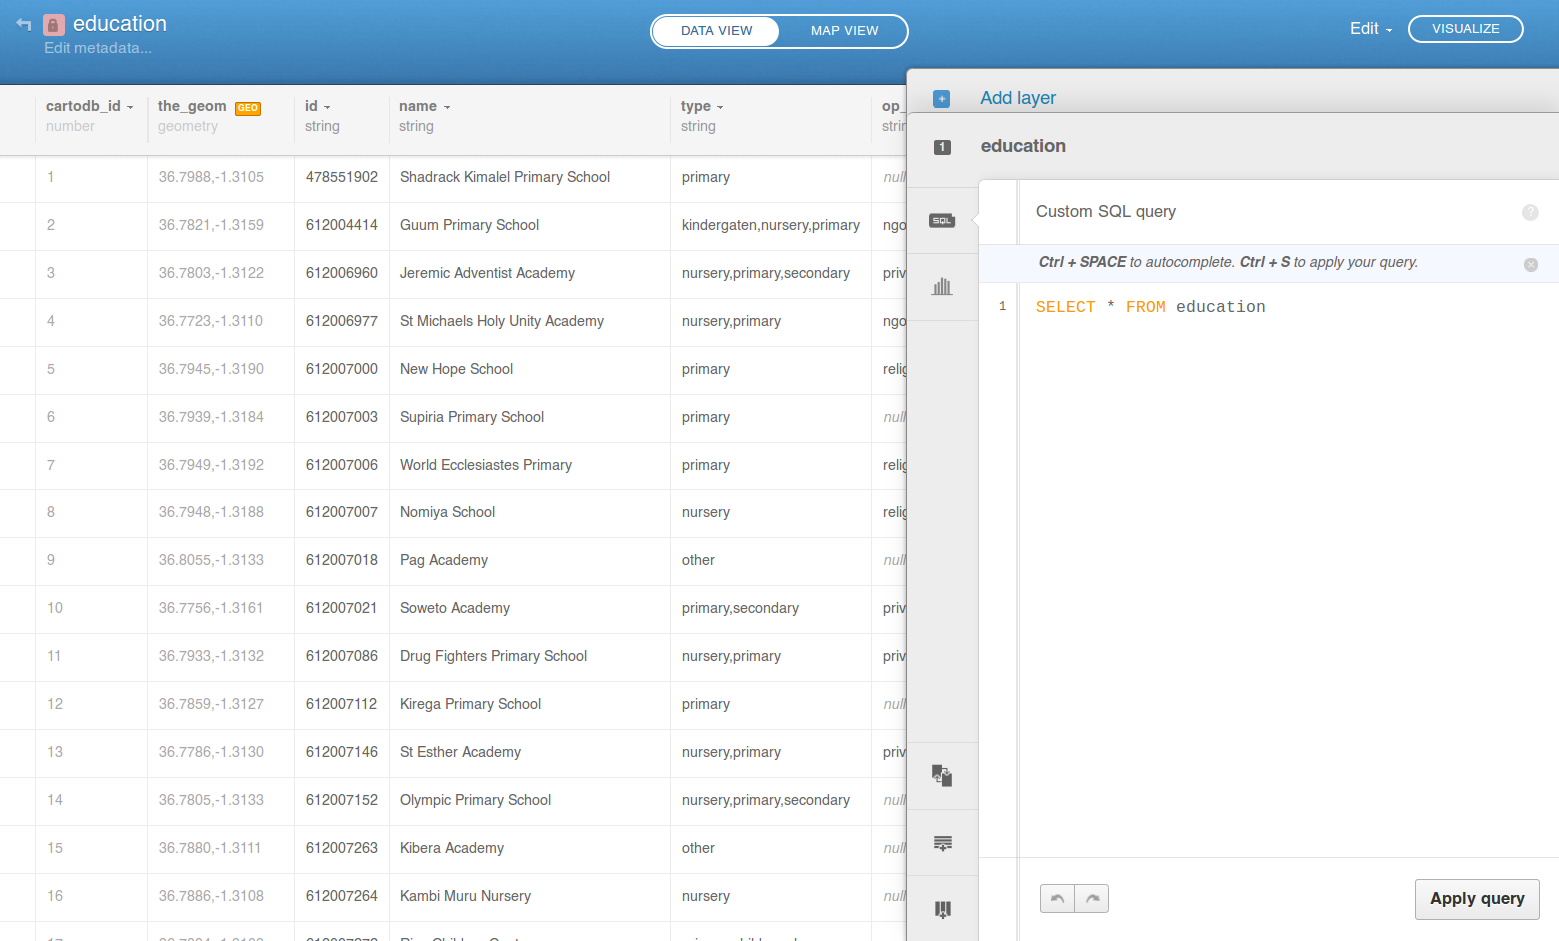 education
Edit metadata...
DATA VIEW MAP VIEW
Edit VISUALIZE
cartodb_id the_geom GEO id name type op_
number geometry string string string strin
1 36.7988,-1.3105 478551902 Shadrack Kimalel Primary School primary null
2 36.7821,-1.3159 612004414 Guum Primary School kindergaten,nursery,primary ngo
3 36.7803,-1.3122 612006960 Jeremic Adventist Academy nursery,primary,secondary priv
4 36.7723,-1.3110 612006977 St Michaels Holy Unity Academy nursery,primary ngo
5 36.7945,-1.3190 612007000 New Hope School primary relig
6 36.7939,-1.3184 612007003 Supiria Primary School primary null
7 36.7949,-1.3192 612007006 World Ecclesiastes Primary primary relig
8 36.7948,-1.3188 612007007 Nomiya School nursery relig
9 36.8055,-1.3133 612007018 Pag Academy other null
10 36.7756,-1.3161 612007021 Soweto Academy primary,secondary priv
11 36.7933,-1.3132 612007086 Drug Fighters Primary School nursery,primary priv
12 36.7859,-1.3127 612007112 Kirega Primary School primary null
13 36.7786,-1.3130 612007146 St Esther Academy nursery,primary priv
14 36.7805,-1.3133 612007152 Olympic Primary School nursery,primary,secondary null
15 36.7880,-1.3111 612007263 Kibera Academy other null
16 36.7886,-1.3108 612007264 Kambi Muru Nursery nursery null
Add layer
1 education
SQL
Custom SQL query ?
Ctrl + SPACE to autocomplete. Ctrl + S to apply your query.
1 SELECT * FROM education
Apply query